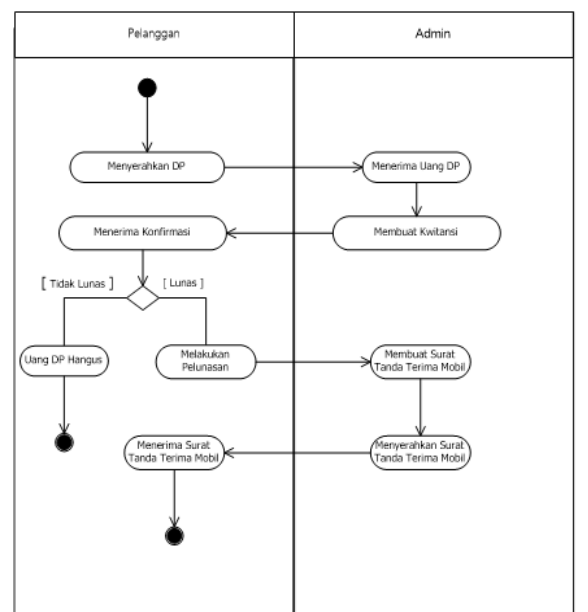 Pelanggan
Admin
Menyerahkan DP
Menerima Uang DP
Menerima Konfirmasi
Membuat Kwitansi
[ Tidak Lunas ]
[ Lunas ]
Uang DP Hangus
Melakukan
Pelunasan
Membuat Surat
Tanda Terima Mobil
Menerima Surat
Tanda Terima Mobil
Menyerahkan Surat
Tanda Terima Mobil